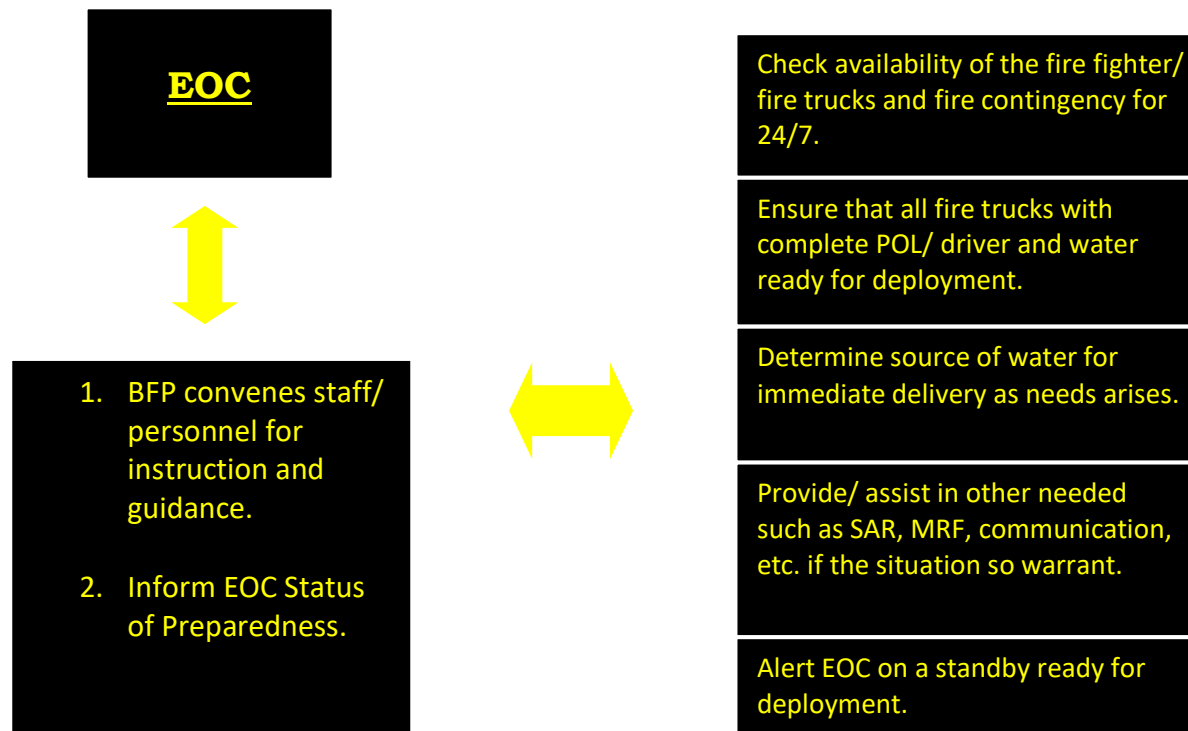 EOC
1. BFP convenes staff/
personnel for
instruction and
guidance.
2. Inform EOC Status
of Preparedness.
Check availability of the fire fighter/
fire trucks and fire contingency for
24/7.
Ensure that all fire trucks with
complete POL/ driver and water
ready for deployment.
Determine source of water for
immediate delivery as needs arises.
Provide/ assist in other needed
such as SAR, MRF, communication,
etc. if the situation so warrant.
Alert EOC on a standby ready for
deployment.